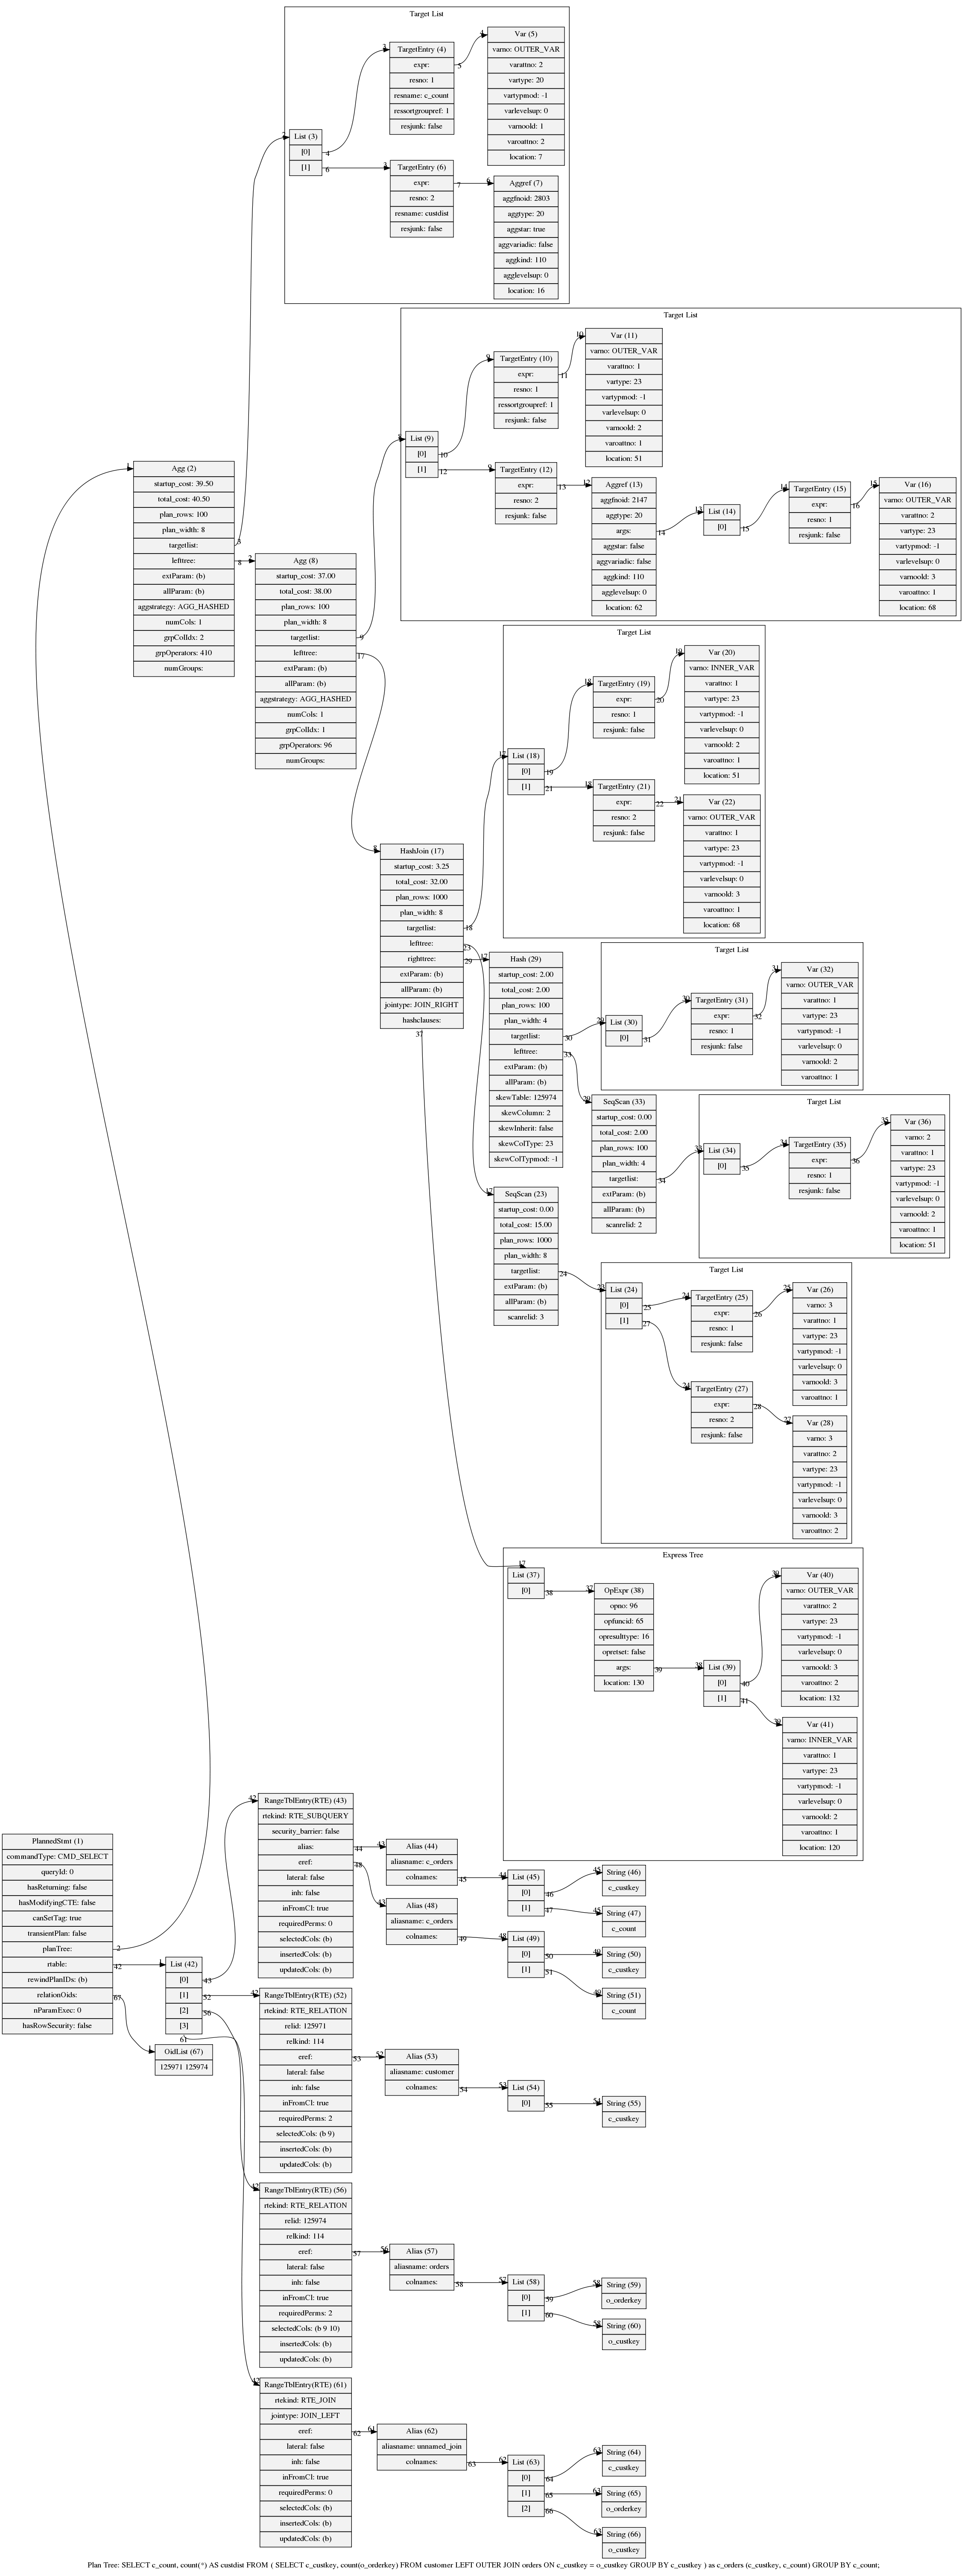 Target List
Var (5)
varno: OUTER_VAR
varattno: 2
vartype: 20
vartypmod: -1
varlevelsup: 0
varnoold: 1
varoattno: 2
location: 7
TargetEntry (4)
expr:
resno: 1
resname: c_count
ressortgroupref: 1
resjunk: false
List (3)
[0]
[1]
TargetEntry (6)
expr:
resno: 2
resname: custdist
resjunk: false
Aggref (7)
aggfnoid: 2803
aggtype: 20
aggstar: true
aggvariadic: false
aggkind: 110
agglevelsup: 0
location: 16
Target List
Var (11)
varno: OUTER_VAR
varattno: 1
vartype: 23
vartypmod: -1
varlevelsup: 0
varnoold: 2
varoattno: 1
location: 51
TargetEntry (10)
expr:
resno: 1
ressortgroupref: 1
resjunk: false
List (9)
[0]
[1]
TargetEntry (12)
expr:
resno: 2
resjunk: false
Aggref (13)
aggfnoid: 2147
aggtype: 20
args:
aggstar: false
aggvariadic: false
aggkind: 110
agglevelsup: 0
location: 62
List (14)
[0]
TargetEntry (15)
expr:
resno: 1
resjunk: false
Var (16)
varno: OUTER_VAR
varattno: 2
vartype: 23
vartypmod: -1
varlevelsup: 0
varnoold: 3
varoattno: 1
location: 68
Agg (2)
startup_cost: 39.50
total_cost: 40.50
plan_rows: 100
plan_width: 8
targetlist:
lefttree:
extParam: (b)
allParam: (b)
aggstrategy: AGG_HASHED
numCols: 1
grpColIdx: 2
grpOperators: 410
numGroups:
Agg (8)
startup_cost: 37.00
total_cost: 38.00
plan_rows: 100
plan_width: 8
targetlist:
lefttree:
extParam: (b)
allParam: (b)
aggstrategy: AGG_HASHED
numCols: 1
grpColIdx: 1
grpOperators: 96
numGroups:
Target List
Var (20)
varno: INNER_VAR
varattno: 1
vartype: 23
vartypmod: -1
varlevelsup: 0
varnoold: 2
varoattno: 1
location: 51
TargetEntry (19)
expr:
resno: 1
resjunk: false
List (18)
[0]
[1]
TargetEntry (21)
expr:
resno: 2
resjunk: false
Var (22)
varno: OUTER_VAR
varattno: 1
vartype: 23
vartypmod: -1
varlevelsup: 0
varnoold: 3
varoattno: 1
location: 68
HashJoin (17)
startup_cost: 3.25
total_cost: 32.00
plan_rows: 1000
plan_width: 8
targetlist:
lefttree:
righttree:
extParam: (b)
allParam: (b)
jointype: JOIN_RIGHT
hashclauses:
Hash (29)
startup_cost: 2.00
total_cost: 2.00
plan_rows: 100
plan_width: 4
targetlist:
lefttree:
extParam: (b)
allParam: (b)
skewTable: 125974
skewColumn: 2
skewInherit: false
skewColType: 23
skewColTypmod: -1
Target List
List (30)
[0]
TargetEntry (31)
expr:
resno: 1
resjunk: false
Var (32)
varno: OUTER_VAR
varattno: 1
vartype: 23
vartypmod: -1
varlevelsup: 0
varnoold: 2
varoattno: 1
SeqScan (33)
startup_cost: 0.00
total_cost: 2.00
plan_rows: 100
plan_width: 4
targetlist:
extParam: (b)
allParam: (b)
scanrelid: 2
Target List
List (34)
[0]
TargetEntry (35)
expr:
resno: 1
resjunk: false
Var (36)
varno: 2
varattno: 1
vartype: 23
vartypmod: -1
varlevelsup: 0
varnoold: 2
varoattno: 1
location: 51
SeqScan (23)
startup_cost: 0.00
total_cost: 15.00
plan_rows: 1000
plan_width: 8
targetlist:
extParam: (b)
allParam: (b)
scanrelid: 3
Target List
List (24)
[0]
[1]
TargetEntry (25)
expr:
resno: 1
resjunk: false
Var (26)
varno: 3
varattno: 1
vartype: 23
vartypmod: -1
varlevelsup: 0
varnoold: 3
varoattno: 1
TargetEntry (27)
expr:
resno: 2
resjunk: false
Var (28)
varno: 3
varattno: 2
vartype: 23
vartypmod: -1
varlevelsup: 0
varnoold: 3
varoattno: 2
Express Tree
List (37)
[0]
OpExpr (38)
opno: 96
opfuncid: 65
opresulttype: 16
opretset: false
args:
location: 130
List (39)
[0]
[1]
Var (40)
varno: OUTER_VAR
varattno: 2
vartype: 23
vartypmod: -1
varlevelsup: 0
varnoold: 3
varoattno: 2
location: 132
Var (41)
varno: INNER_VAR
varattno: 1
vartype: 23
vartypmod: -1
varlevelsup: 0
varnoold: 2
varoattno: 1
location: 120
PlannedStmt (1)
commandType: CMD_SELECT
queryId: 0
hasReturning: false
hasModifyingCTE: false
canSetTag: true
transientPlan: false
planTree:
rtable:
rewindPlanIDs: (b)
relationOids:
nParamExec: 0
hasRowSecurity: false
List (42)
[0]
[1]
[2]
[3]
OidList (67)
125971 125974
RangeTblEntry(RTE) (43)
rtekind: RTE_SUBQUERY
security_barrier: false
alias:
eref:
lateral: false
inh: false
inFromCl: true
requiredPerms: 0
selectedCols: (b)
insertedCols: (b)
updatedCols: (b)
Alias (44)
aliasname: c_orders
colnames:
List (45)
[0]
[1]
String (46)
c_custkey
String (47)
c_count
Alias (48)
aliasname: c_orders
colnames:
List (49)
[0]
[1]
String (50)
c_custkey
String (51)
c_count
RangeTblEntry(RTE) (52)
rtekind: RTE_RELATION
relid: 125971
relkind: 114
eref:
lateral: false
inh: false
inFromCl: true
requiredPerms: 2
selectedCols: (b 9)
insertedCols: (b)
updatedCols: (b)
Alias (53)
aliasname: customer
colnames:
List (54)
[0]
String (55)
c_custkey
RangeTblEntry(RTE) (56)
rtekind: RTE_RELATION
relid: 125974
relkind: 114
eref:
lateral: false
inh: false
inFromCl: true
requiredPerms: 2
selectedCols: (b 9 10)
insertedCols: (b)
updatedCols: (b)
Alias (57)
aliasname: orders
colnames:
List (58)
[0]
[1]
String (59)
o_orderkey
String (60)
o_custkey
RangeTblEntry(RTE) (61)
rtekind: RTE_JOIN
jointype: JOIN_LEFT
eref:
lateral: false
inh: false
inFromCl: true
requiredPerms: 0
selectedCols: (b)
insertedCols: (b)
updatedCols: (b)
Alias (62)
aliasname: unnamed_join
colnames:
List (63)
[0]
[1]
[2]
String (64)
c_custkey
String (65)
o_orderkey
String (66)
o_custkey
Plan Tree: SELECT c_count, count(*) AS custdist FROM ( SELECT c_custkey, count(o_orderkey) FROM customer LEFT OUTER JOIN orders ON c_custkey = o_custkey GROUP BY c_custkey ) as c_orders (c_custkey, c_count) GROUP BY c_count;